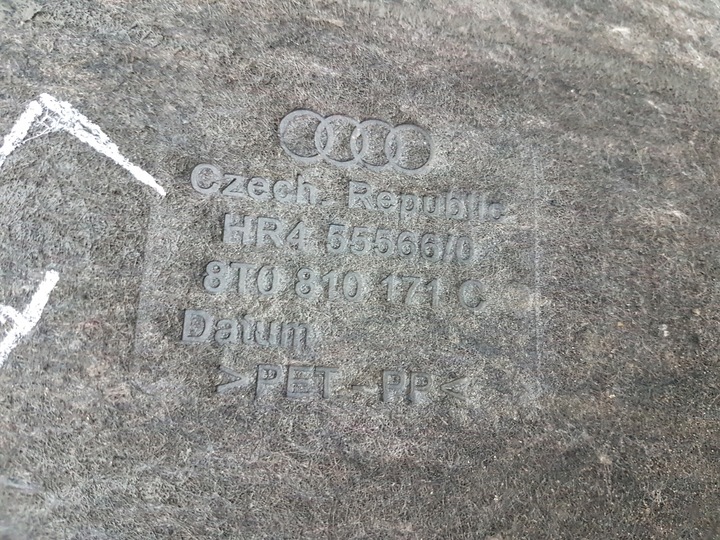 Czech Republic
HR4 55566/0
8T0 810 171 C
Datum
>PET-PP<